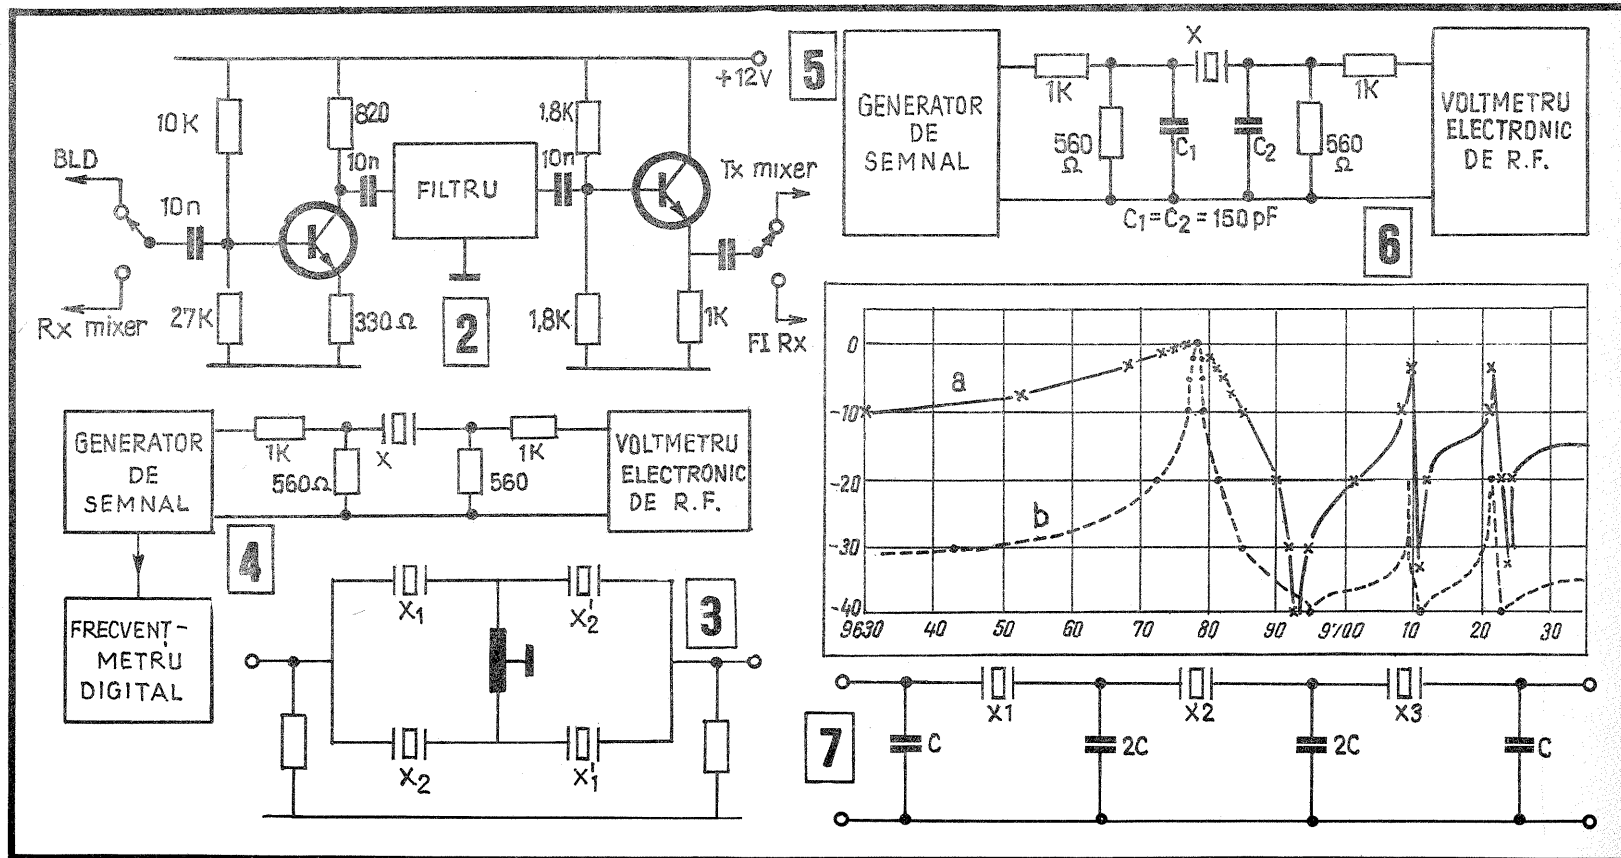 +12V
10K
820
1,8K
BLD
10n
10n
FILTRU
10n
Tx mixer
Rx mixer
27K
330Ω
2
1,8K
1K
FI Rx
5
GENERATOR
DE
SEMNAL
1K
X
1K
560
Ω
C1
C2
560
Ω
C1=C2=150pF
VOLTMETRU
ELECTRONIC
DE R.F.
6
GENERATOR
DE
SEMNAL
1K
560Ω
X
560
1K
VOLTMETRU
ELECTRONIC
DE R.F.
4
FRECVENT-
METRU
DIGITAL
X1
X'2
X2
X'1
3
0
-10
-20
-30
-40
a
b
9630 40 50 60 70 80 90 9700 10 20 30
7
X1
X2
X3
C
2C
2C
C